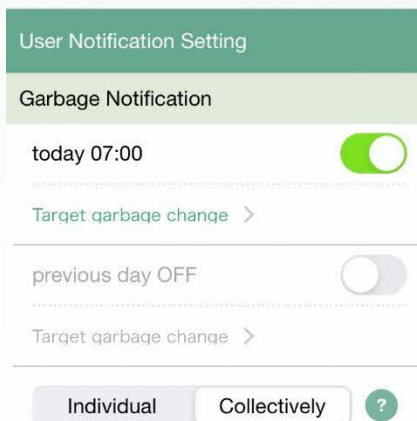 User Notification Setting
Garbage Notification
today 07:00
Target garbage change >
previous day OFF
Target garbage change >
Individual Collectively ?